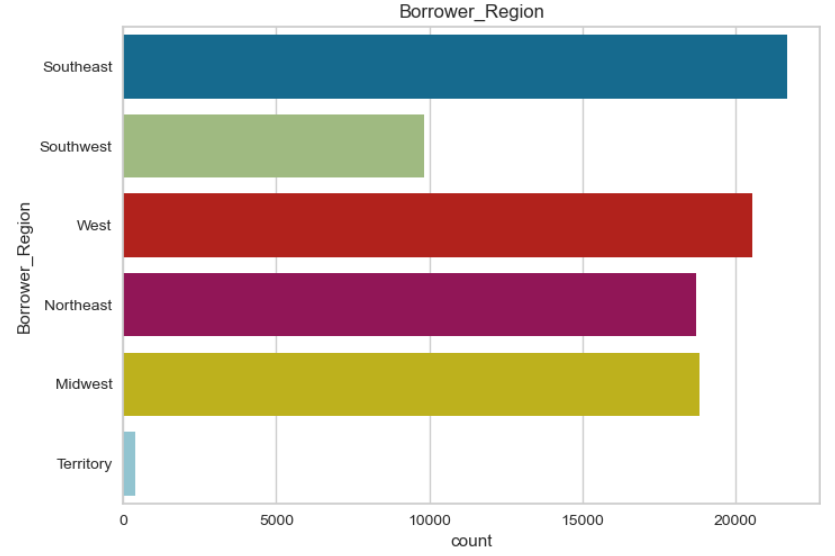 Borrower_Region
Southeast
Southwest
West
Northeast
Midwest
Territory
Borrower_Region
0 5000 10000 15000 20000
count